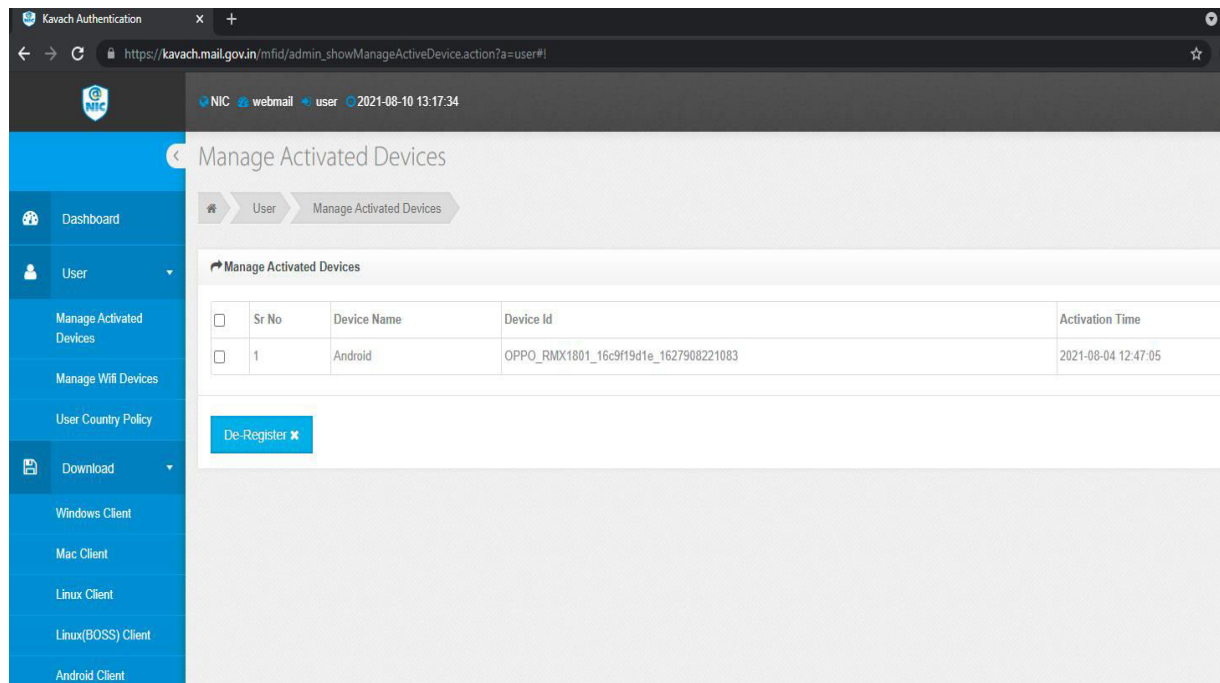 Kavach Authentication
https://kavach.mail.gov.in/mfid/admin_showManageActiveDevice.action?a=user#!
@
NIC
NIC webmail user 2021-08-10 13:17:34
Manage Activated Devices
User Manage Activated Devices
Dashboard
User
Manage Activated
Devices
Manage Wifi Devices
User Country Policy
Download
Windows Client
Mac Client
Linux Client
Linux(BOSS) Client
Android Client
Manage Activated Devices
Sr No Device Name Device Id Activation Time
1 Android OPPO_RMX1801_16c9f19d1e_1627908221083 2021-08-04 12:47:05
De-Register